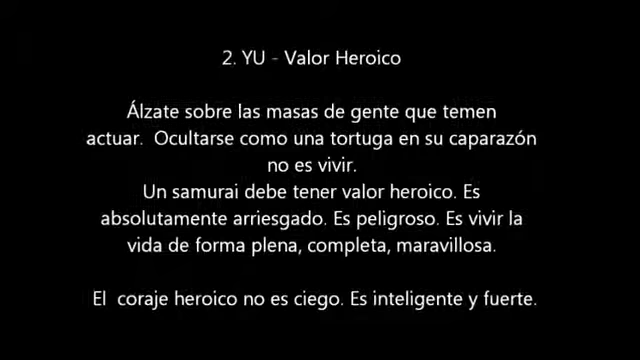 2. YU - Valor Heroico
Álzate sobre las masas de gente que temen
actuar.  Ocultarse como una tortuga en su caparazón
no es vivir.
Un samurai debe tener valor heroico. Es
absolutamente arriesgado. Es peligroso. Es vivir la
vida de forma plena, completa, maravillosa.
El  coraje heroico no es ciego. Es inteligente y fuerte.